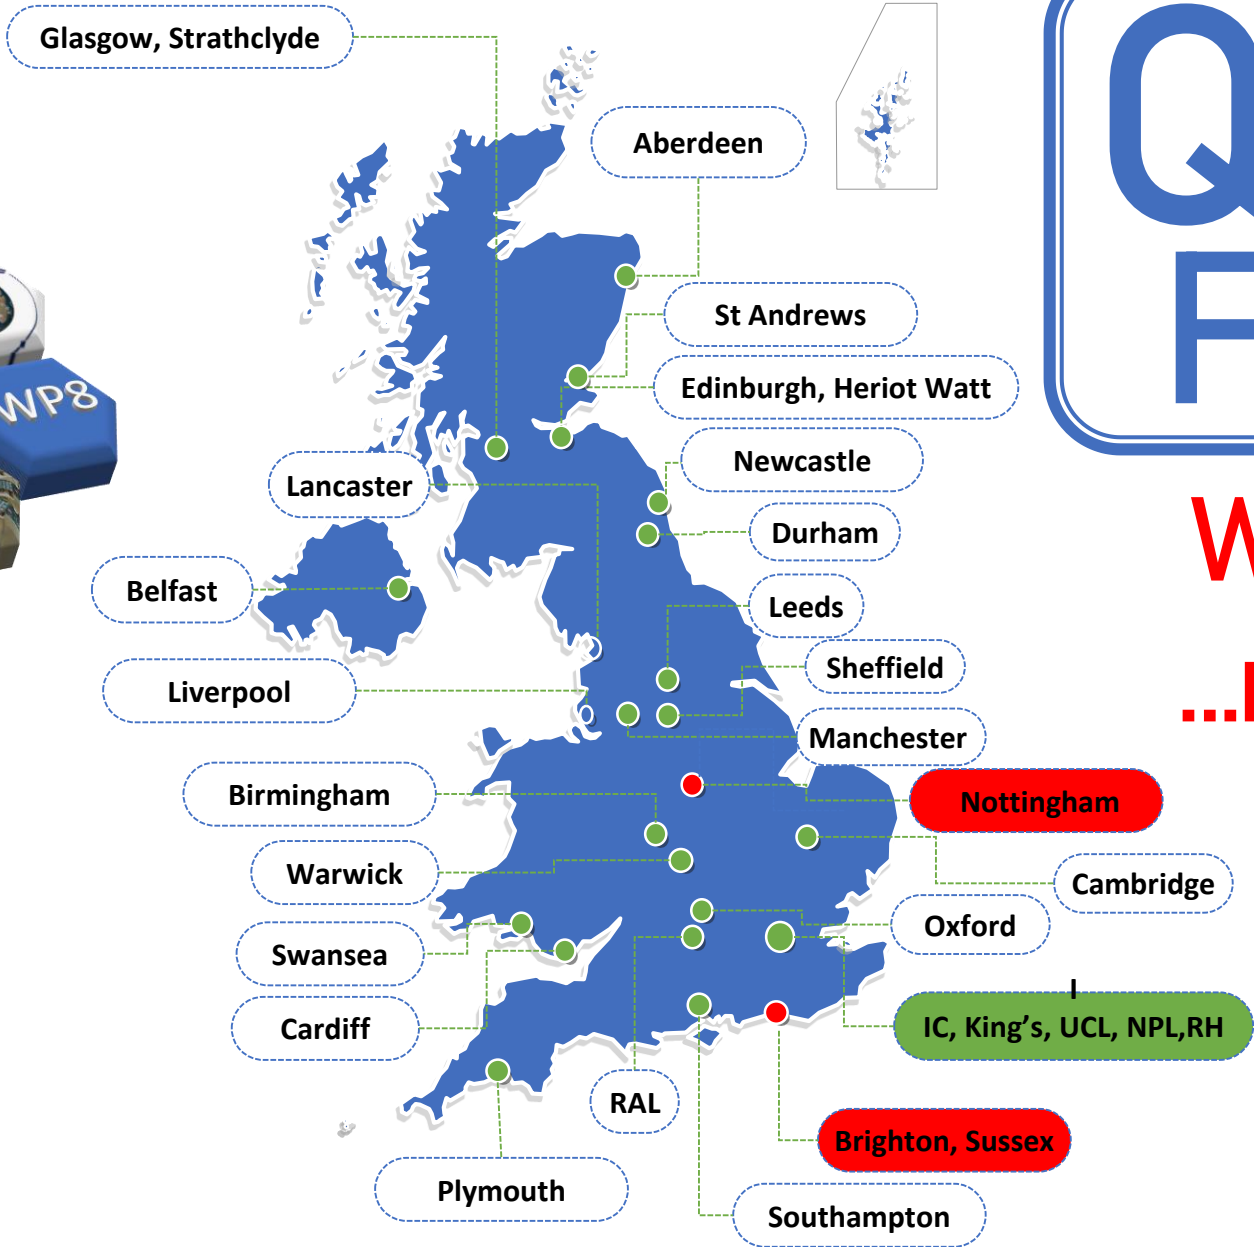 Glasgow, Strathclyde
Aberdeen
St Andrews
Edinburgh, Heriot Watt
WP8
Newcastle
Lancaster
Durham
Belfast
Leeds
Sheffield
Liverpool
Manchester
Birmingham
Nottingham
Warwick
Cambridge
Oxford
Swansea
Cardiff
IC, King’s, UCL, NPL,RH
RAL
Brighton, Sussex
Plymouth
Southampton